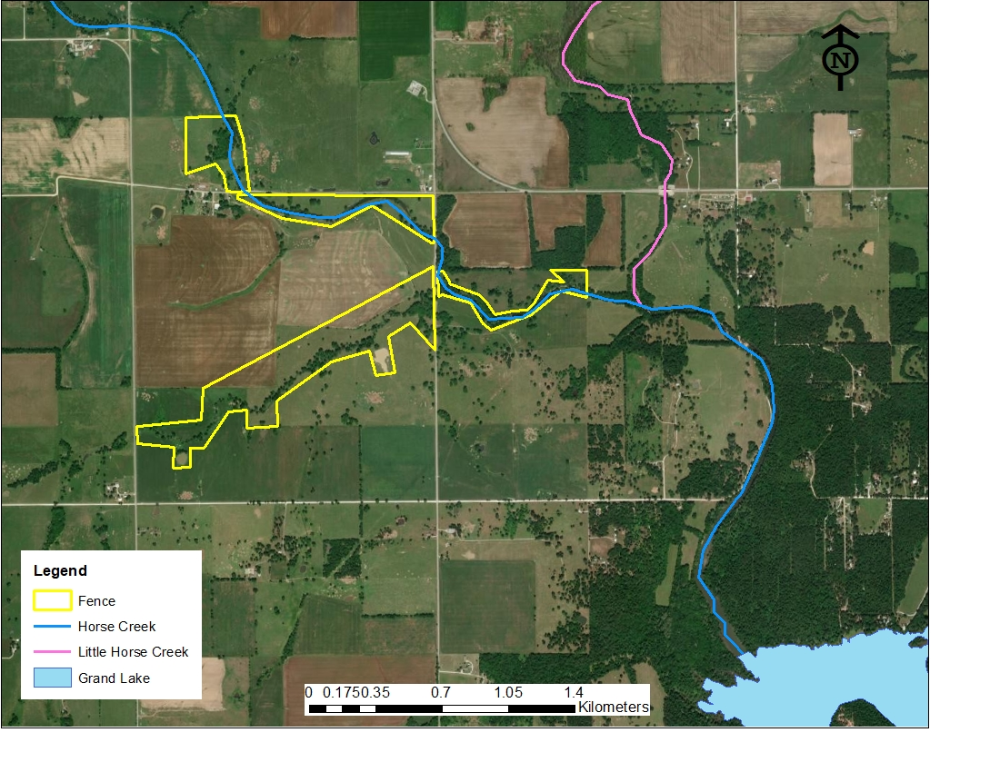 N
Legend
Fence
Horse Creek
Little Horse Creek
Grand Lake
0 0.1750.35 0.7 1.05 1.4
Kilometers